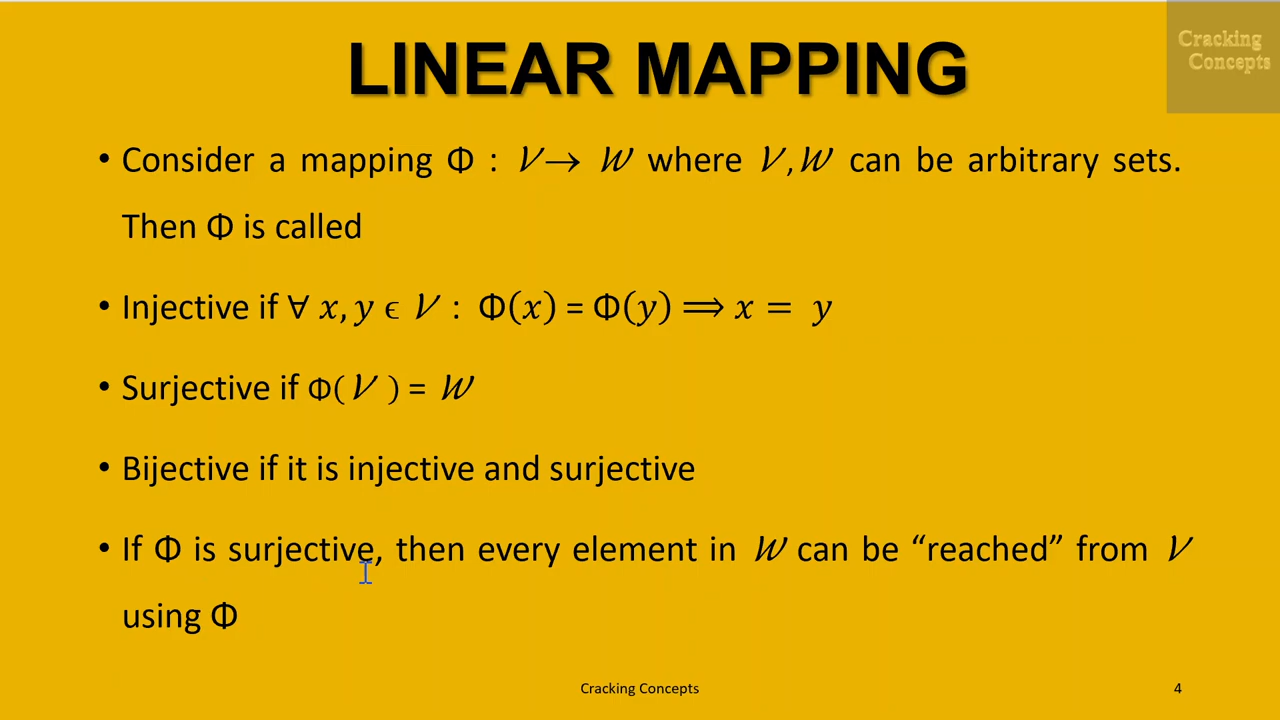 LINEAR MAPPING
Cracking
Concepts
• Consider a mapping Φ : 𝒱→ 𝒲 where 𝒱,𝒲 can be arbitrary sets.
Then Φ is called
• Injective if ∀ x, y ϵ 𝒱 : Φ(x) = Φ(y) ⟹ x = y
• Surjective if Φ(𝒱 ) = 𝒲
• Bijective if it is injective and surjective
• If Φ is surjective, then every element in 𝒲 can be “reached” from 𝒱
using Φ
Cracking Concepts
4